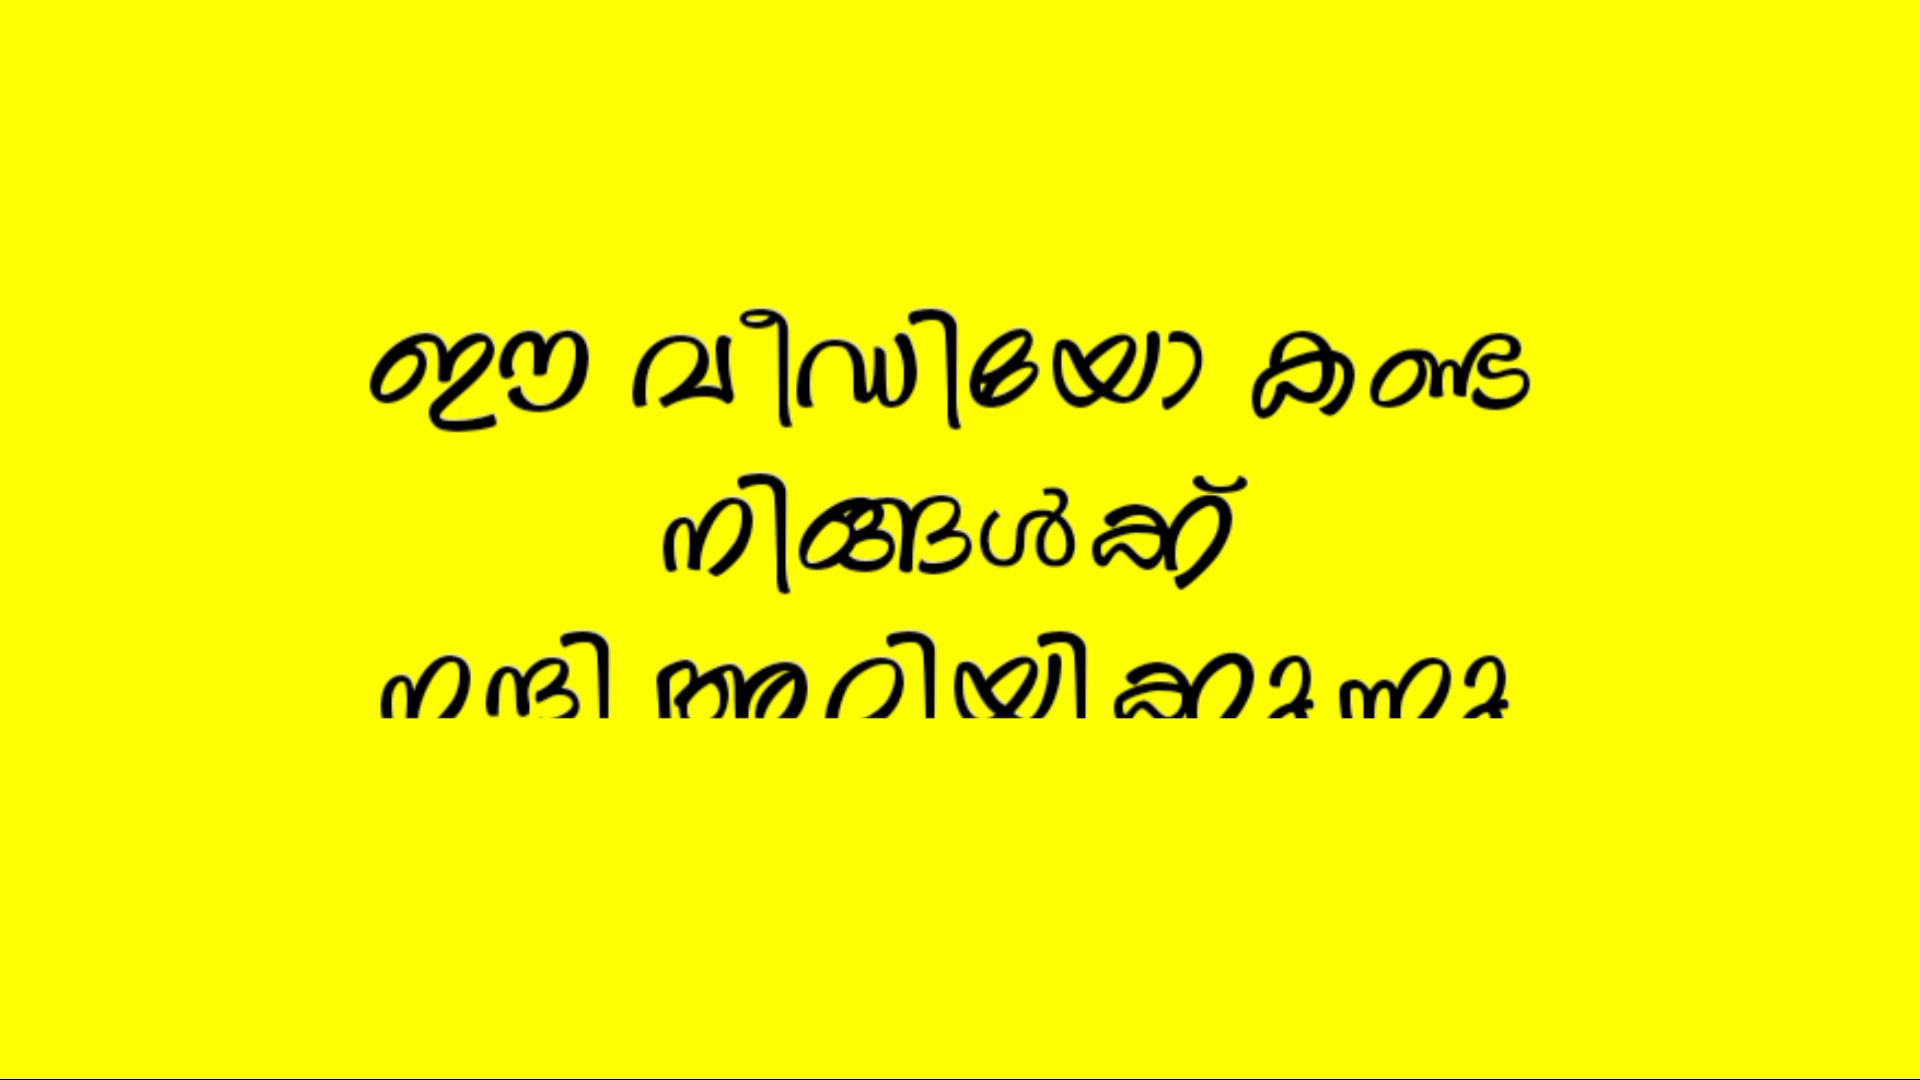 ഈ വീഡിയോ കണ്ട
നിങ്ങൾക്ക്
നന്ദി അറിയിക്കുന്നു